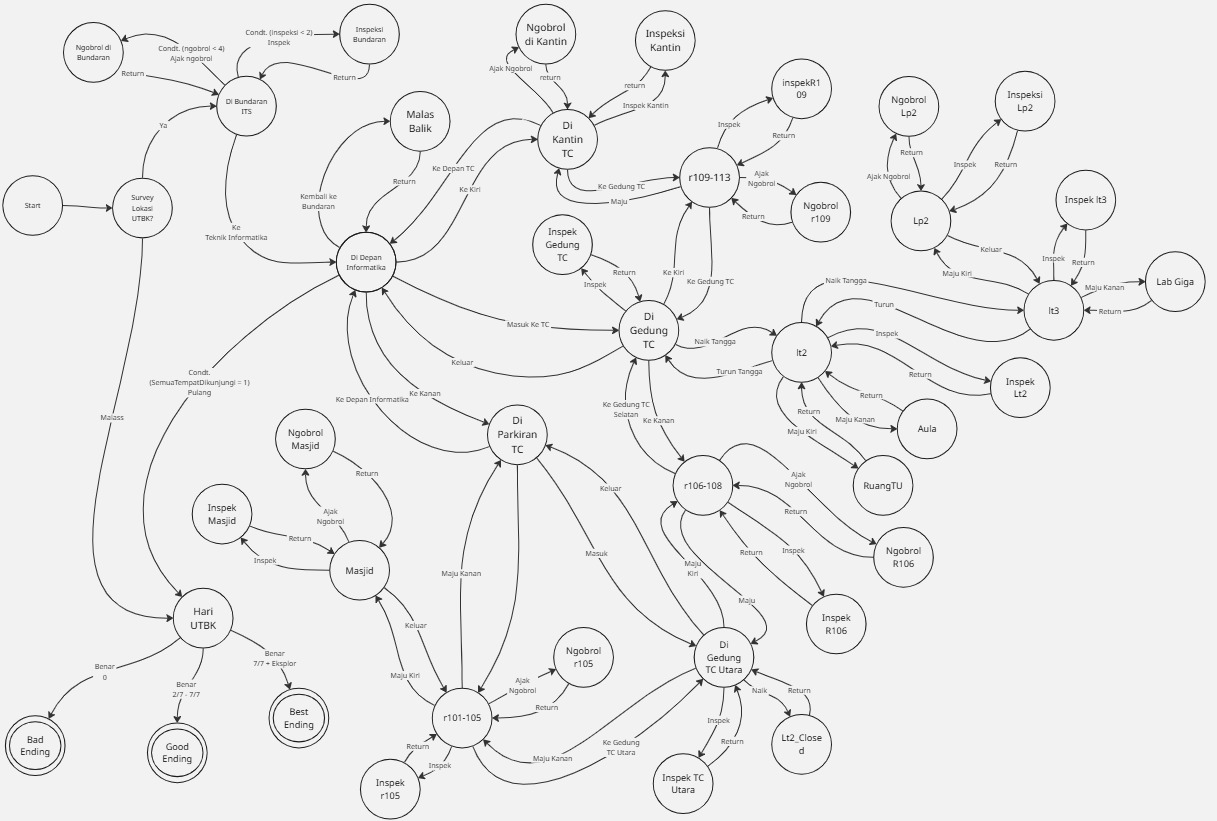 Ngobrol di
Bundaran
Condt. (ngobrol < 4)
Ajak ngobrol
Return
Condt. (inspeksi < 2)
Inspek
Inspeksi
Bundaran
Return
Di Bundaran
ITS
Ya
Start
Survey
Lokasi
UTBK?
Ke
Teknik Informatika
Malas
Balik
Return
Kembali ke
Bundaran
Di Depan
Informatika
Ngobrol
di Kantin
Inspeksi
Kantin
Ajak Ngobrol
return
return
Inspek Kantin
Di
Kantin
TC
Ke Depan TC
Ke Kiri
Ke Gedung TC
Maju
inspekR1
09
Inspek
Return
r109-113
Ajak
Ngobrol
Return
Ngobrol
r109
Ngobrol
Lp2
Inspeksi
Lp2
Return
Ajak Ngobrol
Inspek
Return
Lp2
Keluar
Maju Kiri
Inspek lt3
Inspek
Return
Maju Kanan
Return
Lab Giga
lt3
Inspek
Gedung
TC
Return
Inspek
Ke Kiri
Ke Gedung TC
Di
Gedung
TC
Masuk Ke TC
Keluar
Naik Tangga
Turun Tangga
Naik Tangga
Turun
Inspek
Return
lt2
Inspek
Lt2
Return
Maju Kanan
Aula
Return
Maju Kiri
RuangTU
Condt.
(SemuaTempatDikunjungi = 1)
Pulang
Malass
Ke Depan Informatika
Ke Kanan
Di
Parkiran
TC
Ke Gedung TC
Selatan
Ke Kanan
r106-108
Ajak
Ngobrol
Return
Ngobrol
R106
Inspek
Return
Inspek
R106
Keluar
Masuk
Maju
Kiri
Maju
Ngobrol
Masjid
Return
Ajak
Ngobrol
Inspek
Masjid
Return
Inspek
Masjid
Keluar
Maju Kiri
Maju Kanan
Hari
UTBK
Benar
0
Benar
2/7 - 7/7
Benar
7/7 + Eksplor
Bad
Ending
Good
Ending
Best
Ending
r101-105
Ajak
Ngobrol
Return
Ngobrol
r105
Return
Inspek
Inspek
r105
Maju Kanan
Ke Gedung
TC Utara
Di
Gedung
TC Utara
Naik
Return
Lt2_Close
d
Inspek
Return
Inspek TC
Utara